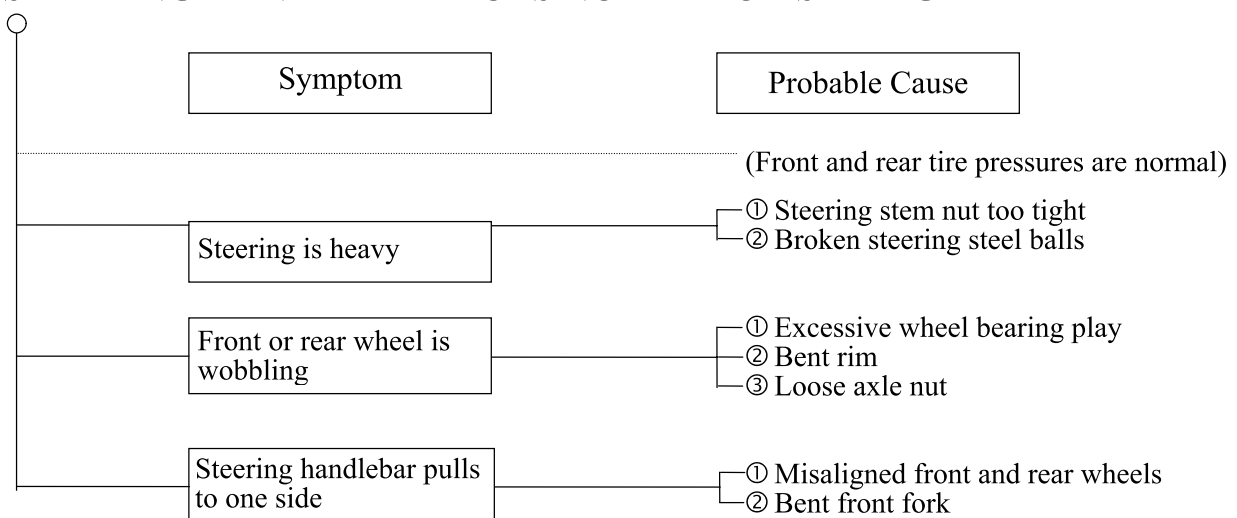 Symptom
Probable Cause
(Front and rear tire pressures are normal)
Steering is heavy
① Steering stem nut too tight
② Broken steering steel balls
Front or rear wheel is
wobbling
① Excessive wheel bearing play
② Bent rim
③ Loose axle nut
Steering handlebar pulls
to one side
① Misaligned front and rear wheels
② Bent front fork